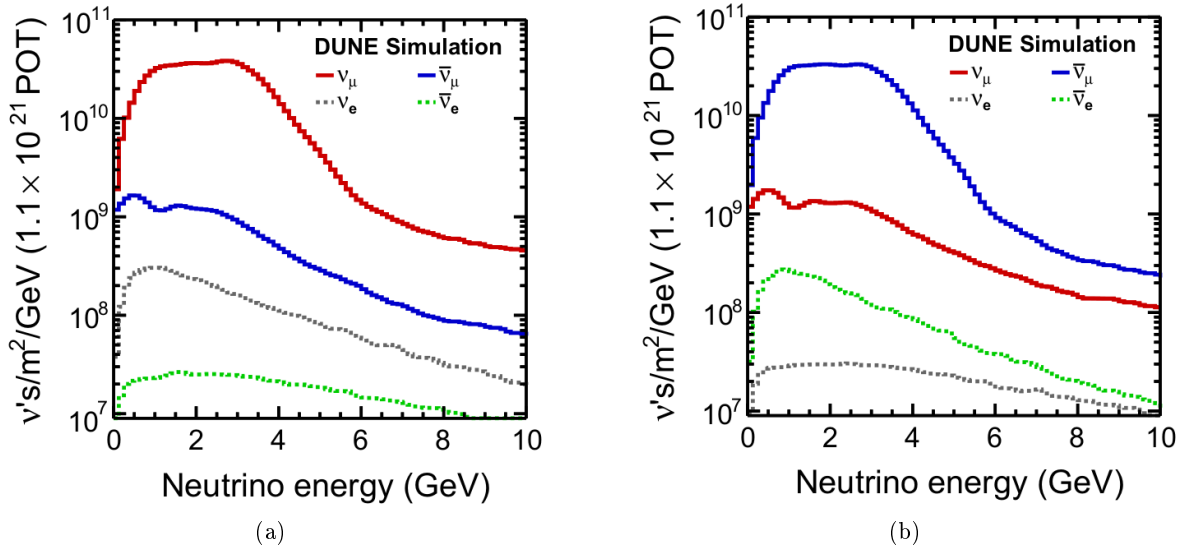 DUNE Simulation
ν_μ
ν̄_μ
ν_e
ν̄_e
10^11
10^10
10^9
10^8
10^7
ν's/m²/GeV (1.1 × 10^21 POT)
0 2 4 6 8 10
Neutrino energy (GeV)
(a)
DUNE Simulation
ν_μ
ν̄_μ
ν_e
ν̄_e
10^11
10^10
10^9
10^8
10^7
ν's/m²/GeV (1.1 × 10^21 POT)
0 2 4 6 8 10
Neutrino energy (GeV)
(b)